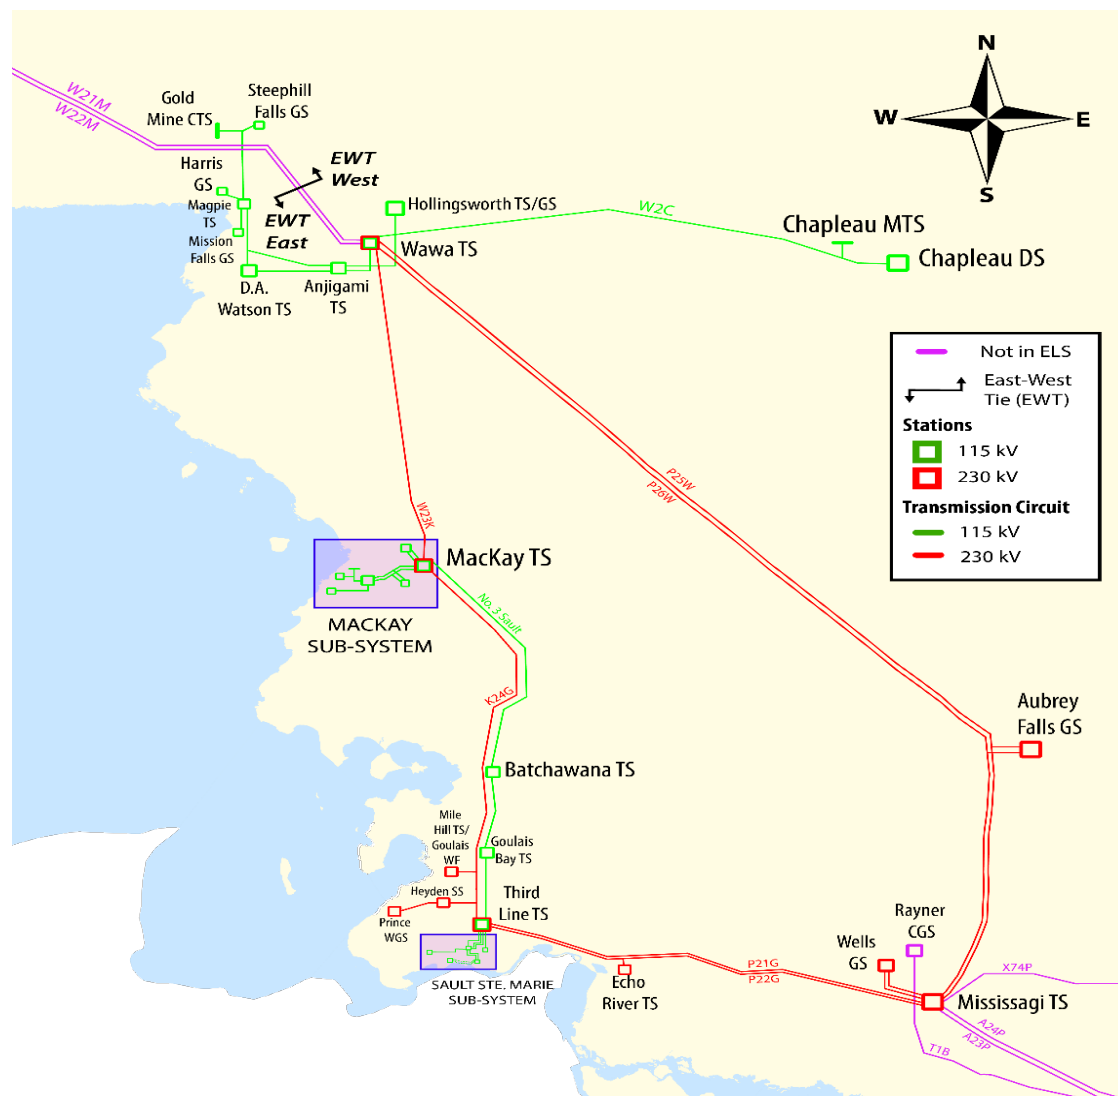 N
W
E
S
W21M
W22M
Gold
Mine CTS
Steephill
Falls GS
Harris
GS
Magpie
TS
Mission
Falls GS
EWT
West
EWT
East
Hollingsworth TS/GS
Wawa TS
W2C
Chapleau MTS
Chapleau DS
D.A.
Watson TS
Anjigami
TS
Not in ELS
East-West
Tie (EWT)
Stations
115 kV
230 kV
Transmission Circuit
115 kV
230 kV
P25W
P26W
W23K
MacKay TS
MACKAY
SUB-SYSTEM
No. 3 Sault
K24G
Aubrey
Falls GS
Batchawana TS
Mile
Hill TS/
Goulais
WF
Goulais
Bay TS
Heyden SS
Prince
WGS
Third
Line TS
SAULT STE. MARIE
SUB-SYSTEM
Echo
River TS
P21G
P22G
Wells
GS
Rayner
CGS
X74P
Mississagi TS
A24P
A23P
T1B